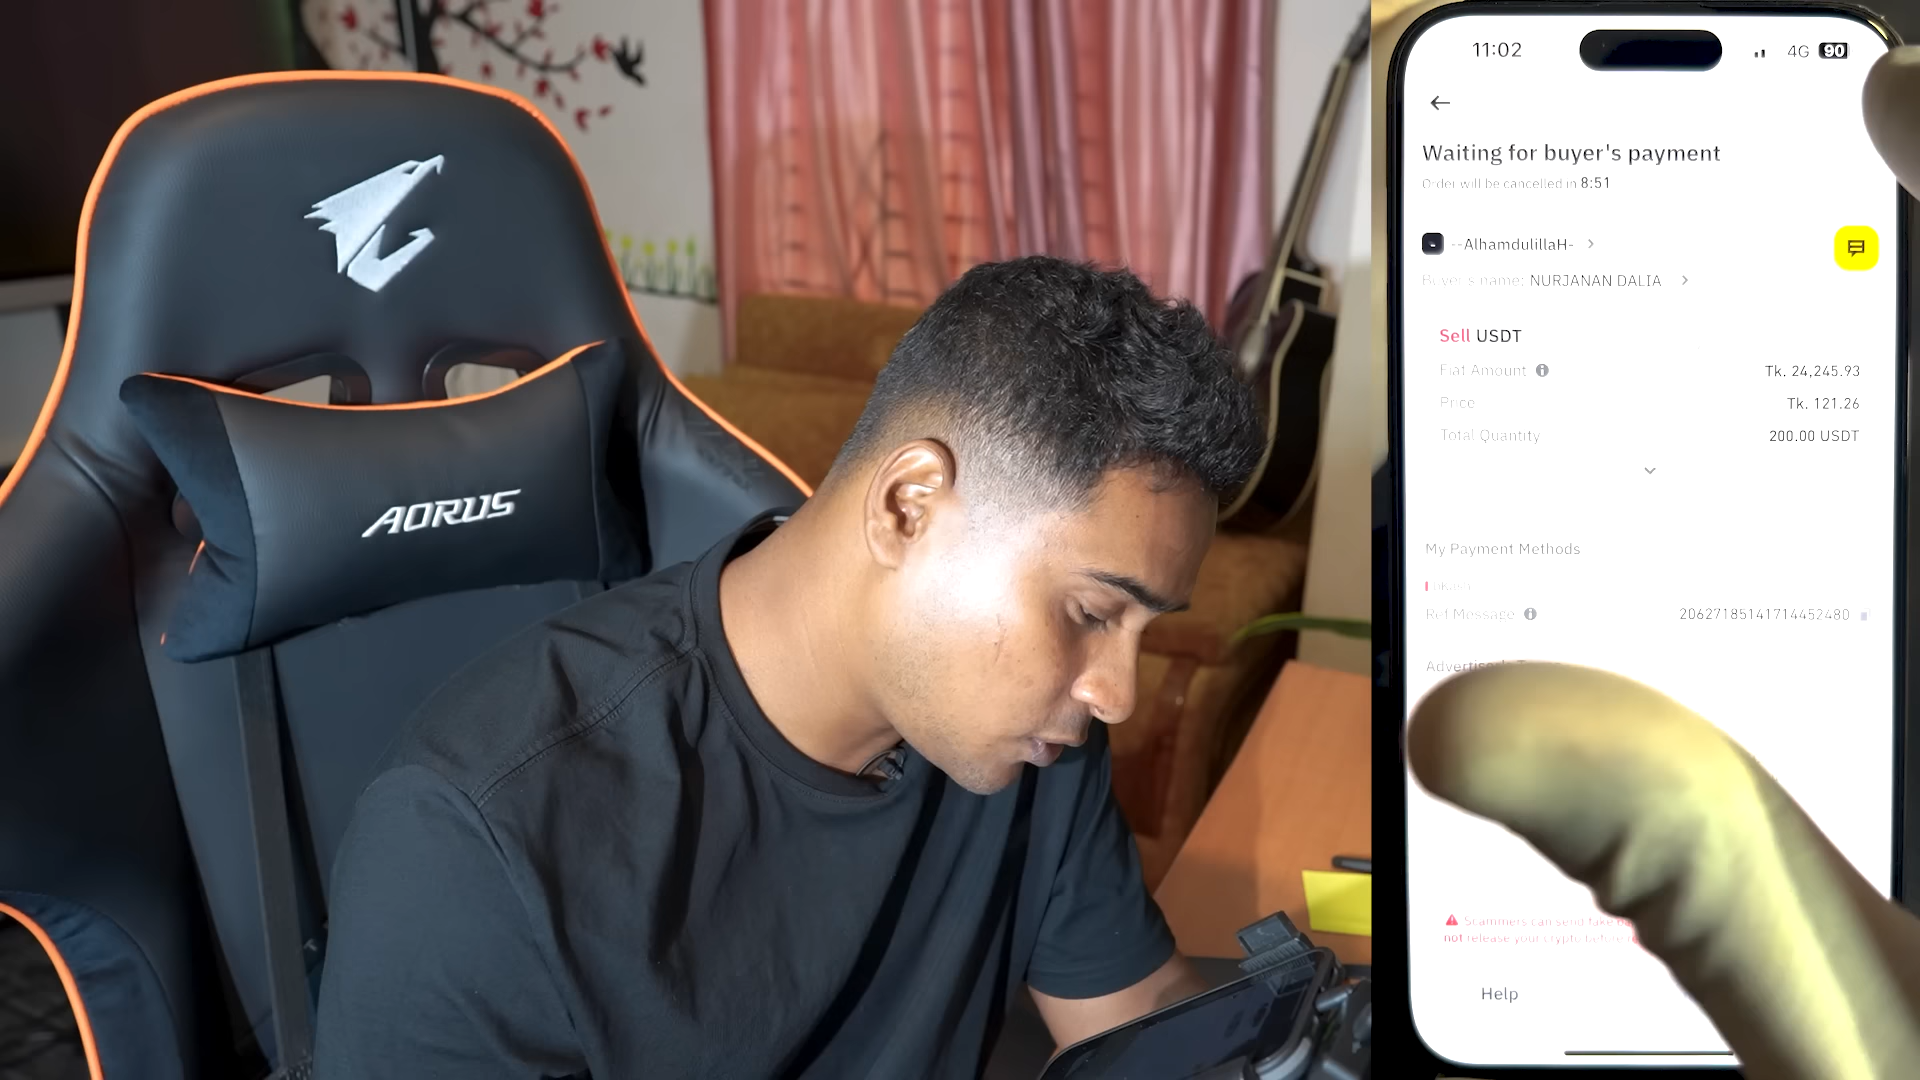 AORUS
11:02
4G 90
Waiting for buyer's payment
Order will be cancelled in 8:51
--AlhamdulillaH-
Buyer's name: NURJANAN DALIA
Sell USDT
Fiat Amount Tk. 24,245.93
Price Tk. 121.26
Total Quantity 200.00 USDT
My Payment Methods
bKash
Ref Message 20627185141714452480
Scammers can send fake
not release your crypto before
Help